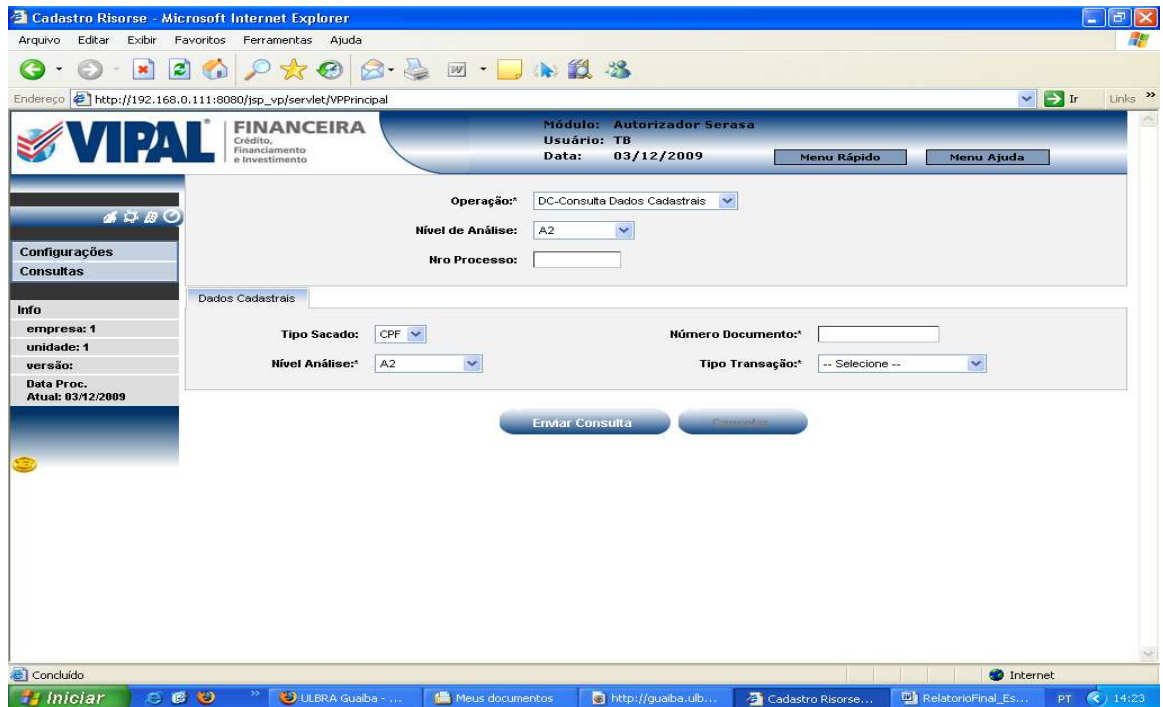 Cadastro Risorse - Microsoft Internet Explorer
Arquivo Editar Exibir Favoritos Ferramentas Ajuda
Endereço http://192.168.0.111:8080/jsp_vp/servlet/VPPrincipal Ir Links »
VIPAL FINANCEIRA
Crédito,
Financiamento
e Investimento
Módulo: Autorizador Serasa
Usuário: TB
Data: 03/12/2009
Menu Rápido Menu Ajuda
Configurações
Consultas
Info
empresa: 1
unidade: 1
versão:
Data Proc.
Atual: 03/12/2009
Operação:* DC-Consulta Dados Cadastrais
Nível de Análise: A2
Nro Processo:
Dados Cadastrais
Tipo Sacado: CPF Número Documento:*
Nível Análise:* A2 Tipo Transação:* -- Selecione --
Enviar Consulta Cancelar
Concluído Internet
Iniciar » ULBRA Guaiba - ... Meus documentos http://guaiba.ulb... Cadastro Risorse... RelatorioFinal_Es... PT 14:23